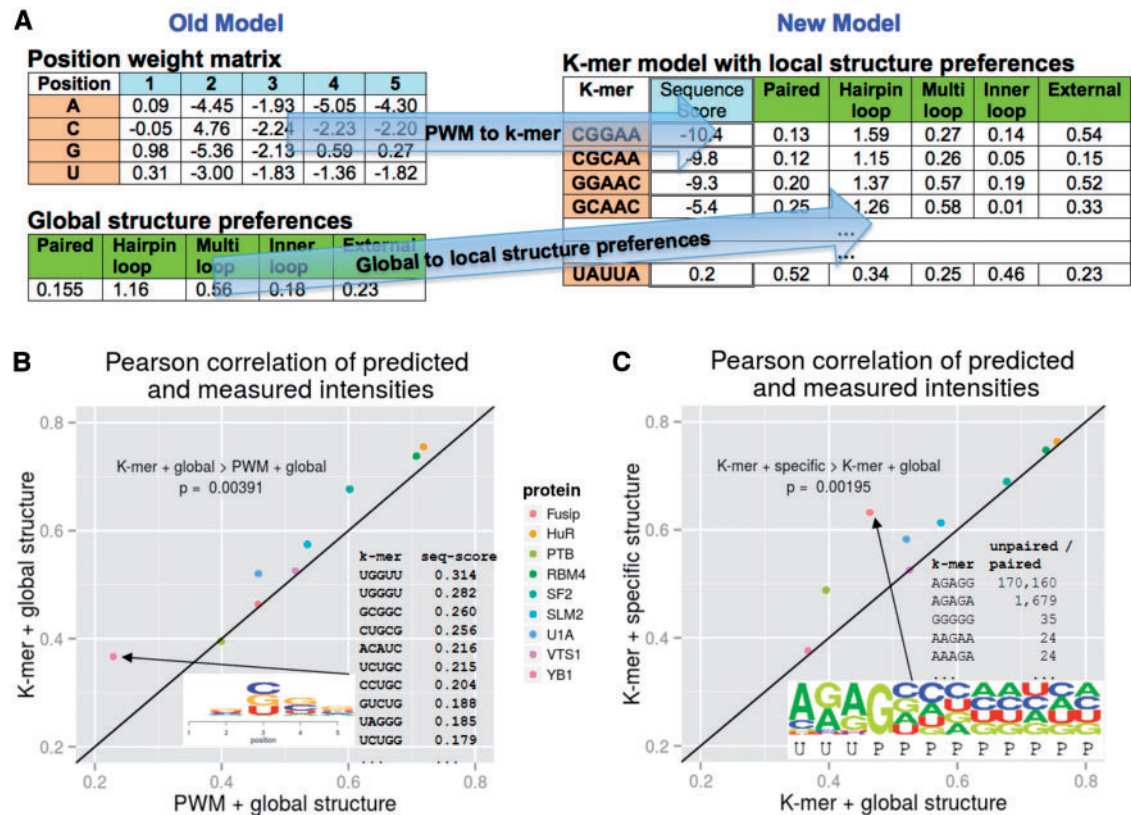 A
Old Model
New Model
Position weight matrix
Position 1 2 3 4 5
A 0.09 -4.45 -1.93 -5.05 -4.30
C -0.05 4.76 -2.24 -2.23 -2.20
G 0.98 -5.36 -2.13 0.59 0.27
U 0.31 -3.00 -1.83 -1.36 -1.82
PWM to k-mer
Global structure preferences
Paired Hairpin loop Multi loop Inner loop External
0.155 1.16 0.56 0.18 0.23
Global to local structure preferences
K-mer model with local structure preferences
K-mer Sequence Score Paired Hairpin loop Multi loop Inner loop External
CGGAA -10.4 0.13 1.59 0.27 0.14 0.54
CGCAA -9.8 0.12 1.15 0.26 0.05 0.15
GGAAC -9.3 0.20 1.37 0.57 0.19 0.52
GCAAC -5.4 0.25 1.26 0.58 0.01 0.33
...
...
UAUUA 0.2 0.52 0.34 0.25 0.46 0.23
B
Pearson correlation of predicted
and measured intensities
K-mer + global structure
0.8
0.6
0.4
0.2
K-mer + global > PWM + global
p = 0.00391
k-mer seq-score
UGGUU 0.314
UGGGU 0.282
GCGGC 0.260
CUGCG 0.256
ACAUC 0.216
UCUGC 0.215
CCUGC 0.204
GUCUG 0.188
UAGGG 0.185
UCUGG 0.179
... ...
1 2 3 4 5
position
0.2 0.4 0.6 0.8
PWM + global structure
protein
Fusip
HuR
PTB
RBM4
SF2
SLM2
U1A
VTS1
YB1
C
Pearson correlation of predicted
and measured intensities
K-mer + specific structure
0.8
0.6
0.4
0.2
K-mer + specific > K-mer + global
p = 0.00195
unpaired /
k-mer paired
AGAGG 170,160
AGAGA 1,679
GGGGG 35
AAGAA 24
AAAGA 24
... ...
U U U P P P P P P P P P
0.2 0.4 0.6 0.8
K-mer + global structure